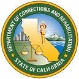 DEPARTMENT OF CORRECTIONS AND REHABILITATION
STATE OF CALIFORNIA